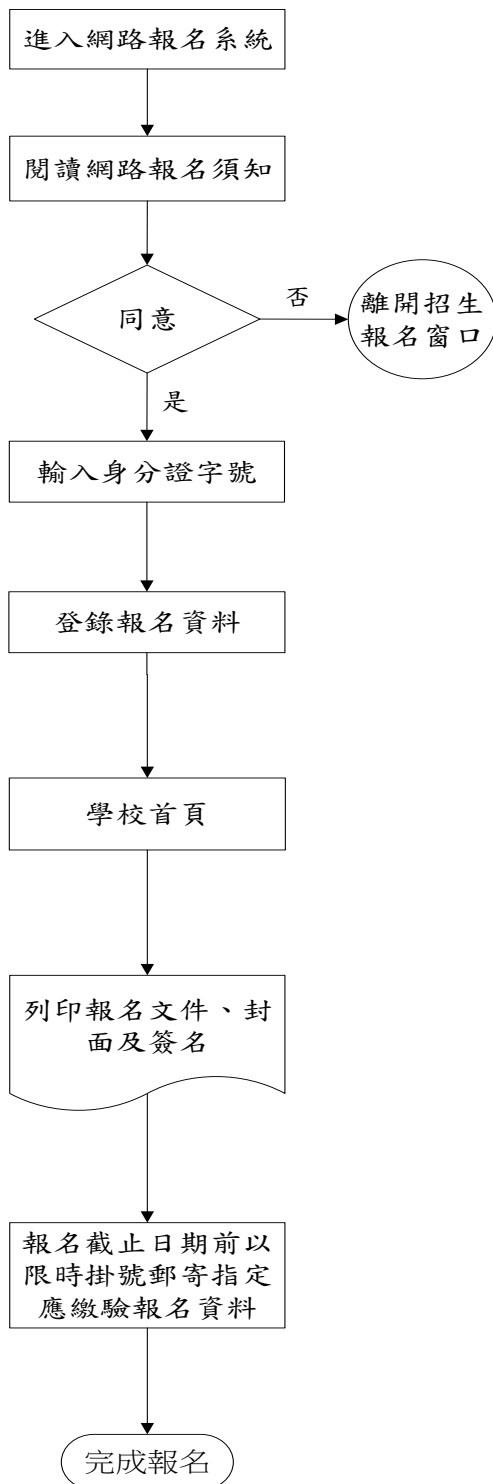 進入網路報名系統
閱讀網路報名須知
同意
否
離開招生
報名窗口
是
輸入身分證字號
登錄報名資料
學校首頁
列印報名文件、封
面及簽名
報名截止日期前以
限時掛號郵寄指定
應繳驗報名資料
完成報名